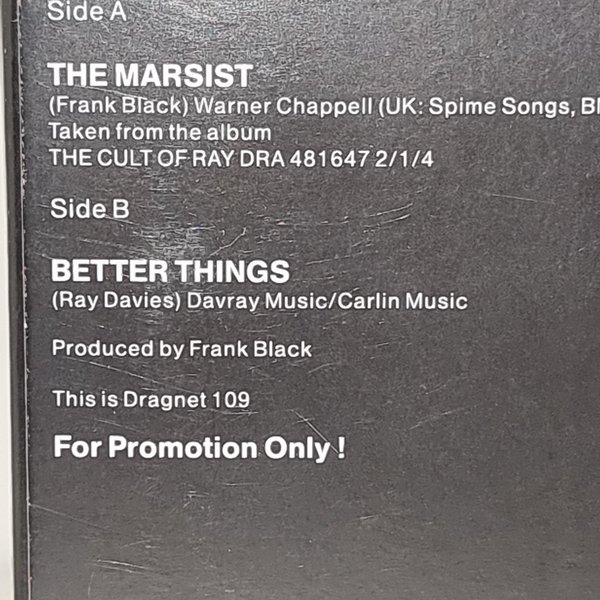 Side A
THE MARSIST
(Frank Black) Warner Chappell (UK: Spime Songs,
Taken from the album
THE CULT OF RAY DRA 481647 2/1/4
Side B
BETTER THINGS
(Ray Davies) Davray Music/Carlin Music
Produced by Frank Black
This is Dragnet 109
For Promotion Only !